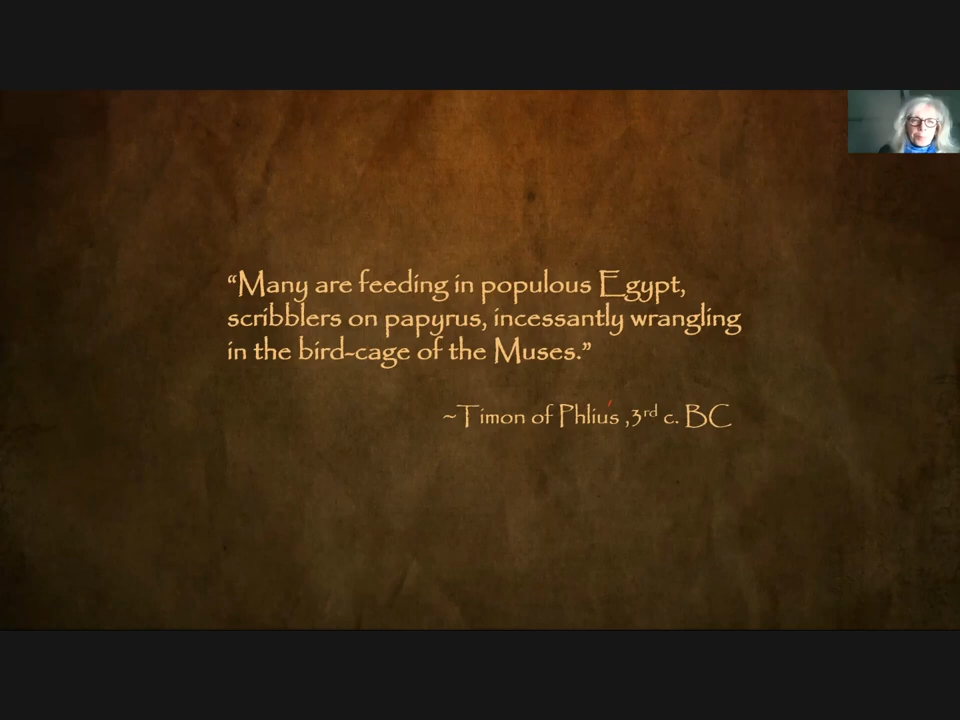 “Many are feeding in populous Egypt,
scribblers on papyrus, incessantly wrangling
in the bird-cage of the Muses.”
~Timon of Phlius ,3rd c. BC